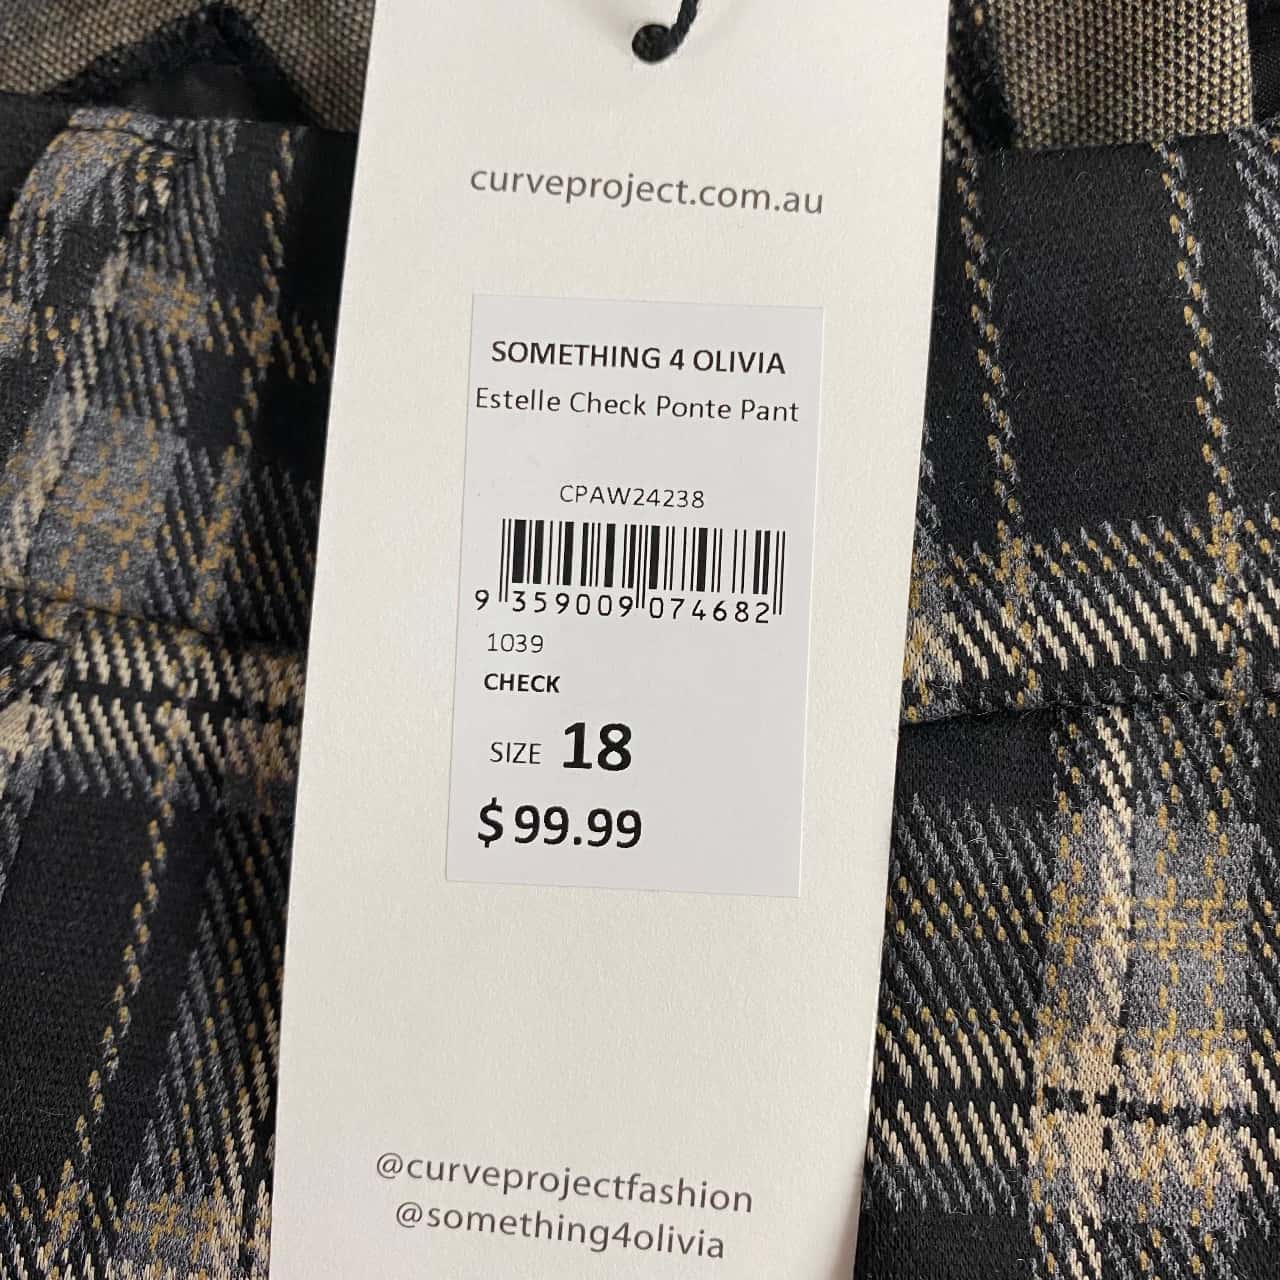 curveproject.com.au
SOMETHING 4 OLIVIA
Estelle Check Ponte Pant
CPAW24238
9 359009 074682
1039
CHECK
SIZE 18
$99.99
@curveprojectfashion
@something4olivia